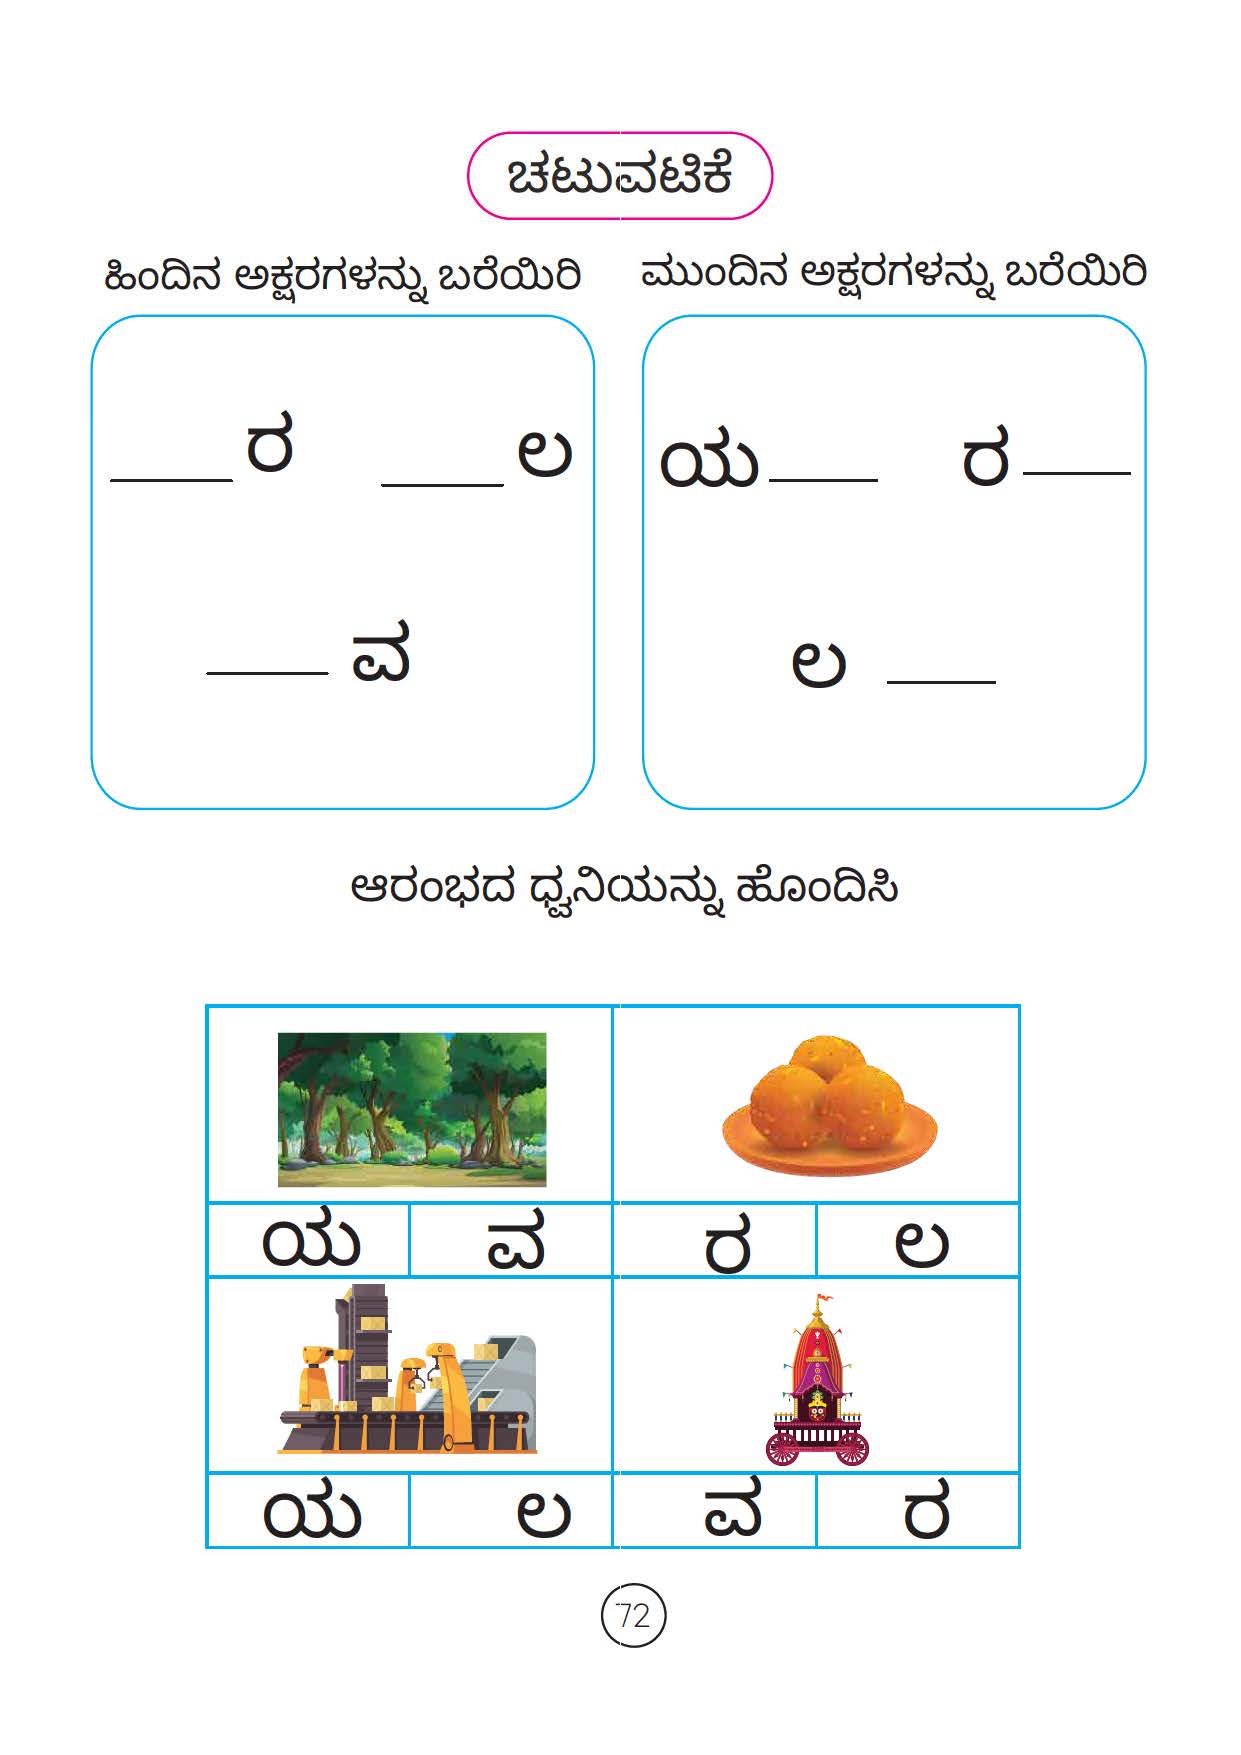 ಚಟುವಟಿಕೆ
ಹಿಂದಿನ ಅಕ್ಷರಗಳನ್ನು ಬರೆಯಿರಿ
____ ರ ____ ಲ
____ ವ
ಮುಂದಿನ ಅಕ್ಷರಗಳನ್ನು ಬರೆಯಿರಿ
ಯ ____ ರ ____
ಲ ____
ಆರಂಭದ ಧ್ವನಿಯನ್ನು ಹೊಂದಿಸಿ
ಯ ವ ರ ಲ
ಯ ಲ ವ ರ
72